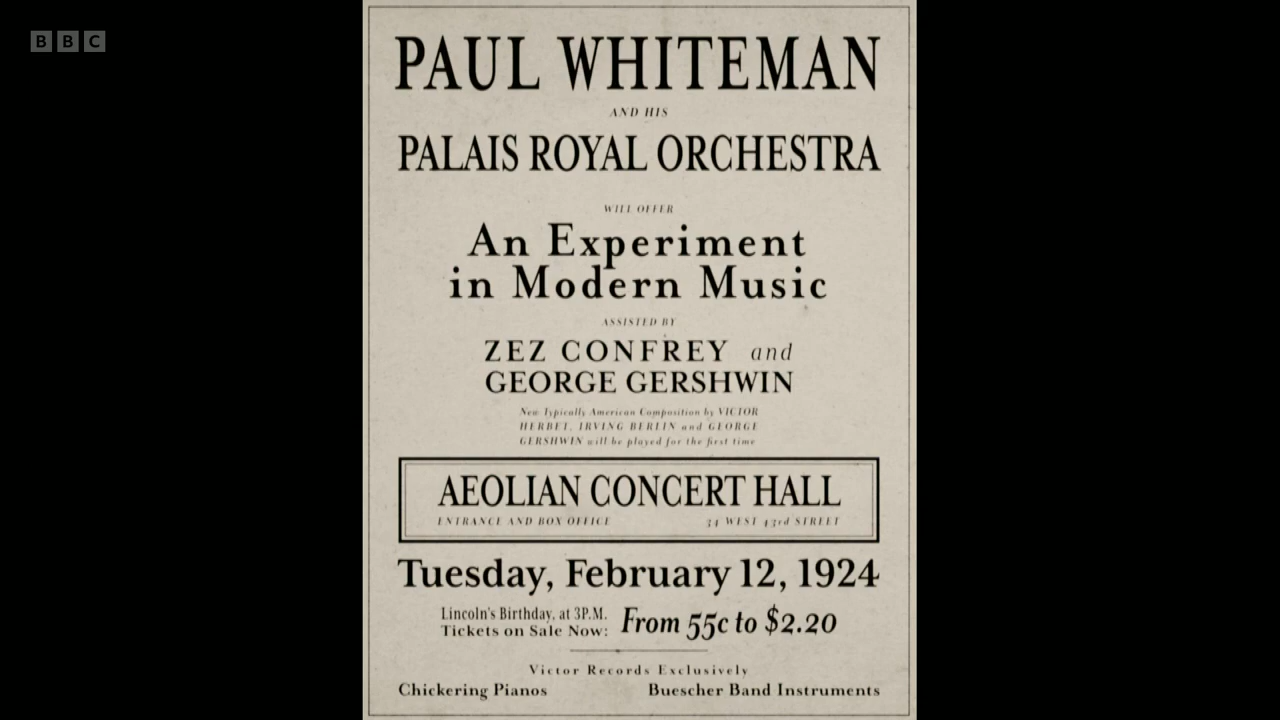 BBC
PAUL WHITEMAN
AND HIS
PALAIS ROYAL ORCHESTRA
WILL OFFER
An Experiment
in Modern Music
ASSISTED BY
ZEZ CONFREY and
GEORGE GERSHWIN
New Typically American Composition by VICTOR
HERBET, IRVING BERLIN and GEORGE
GERSHWIN will be played for the first time
AEOLIAN CONCERT HALL
ENTRANCE AND BOX OFFICE 34 WEST 43rd STREET
Tuesday, February 12, 1924
Lincoln's Birthday, at 3P.M.
Tickets on Sale Now:
From 55c to $2.20
Victor Records Exclusively
Chickering Pianos Buescher Band Instruments